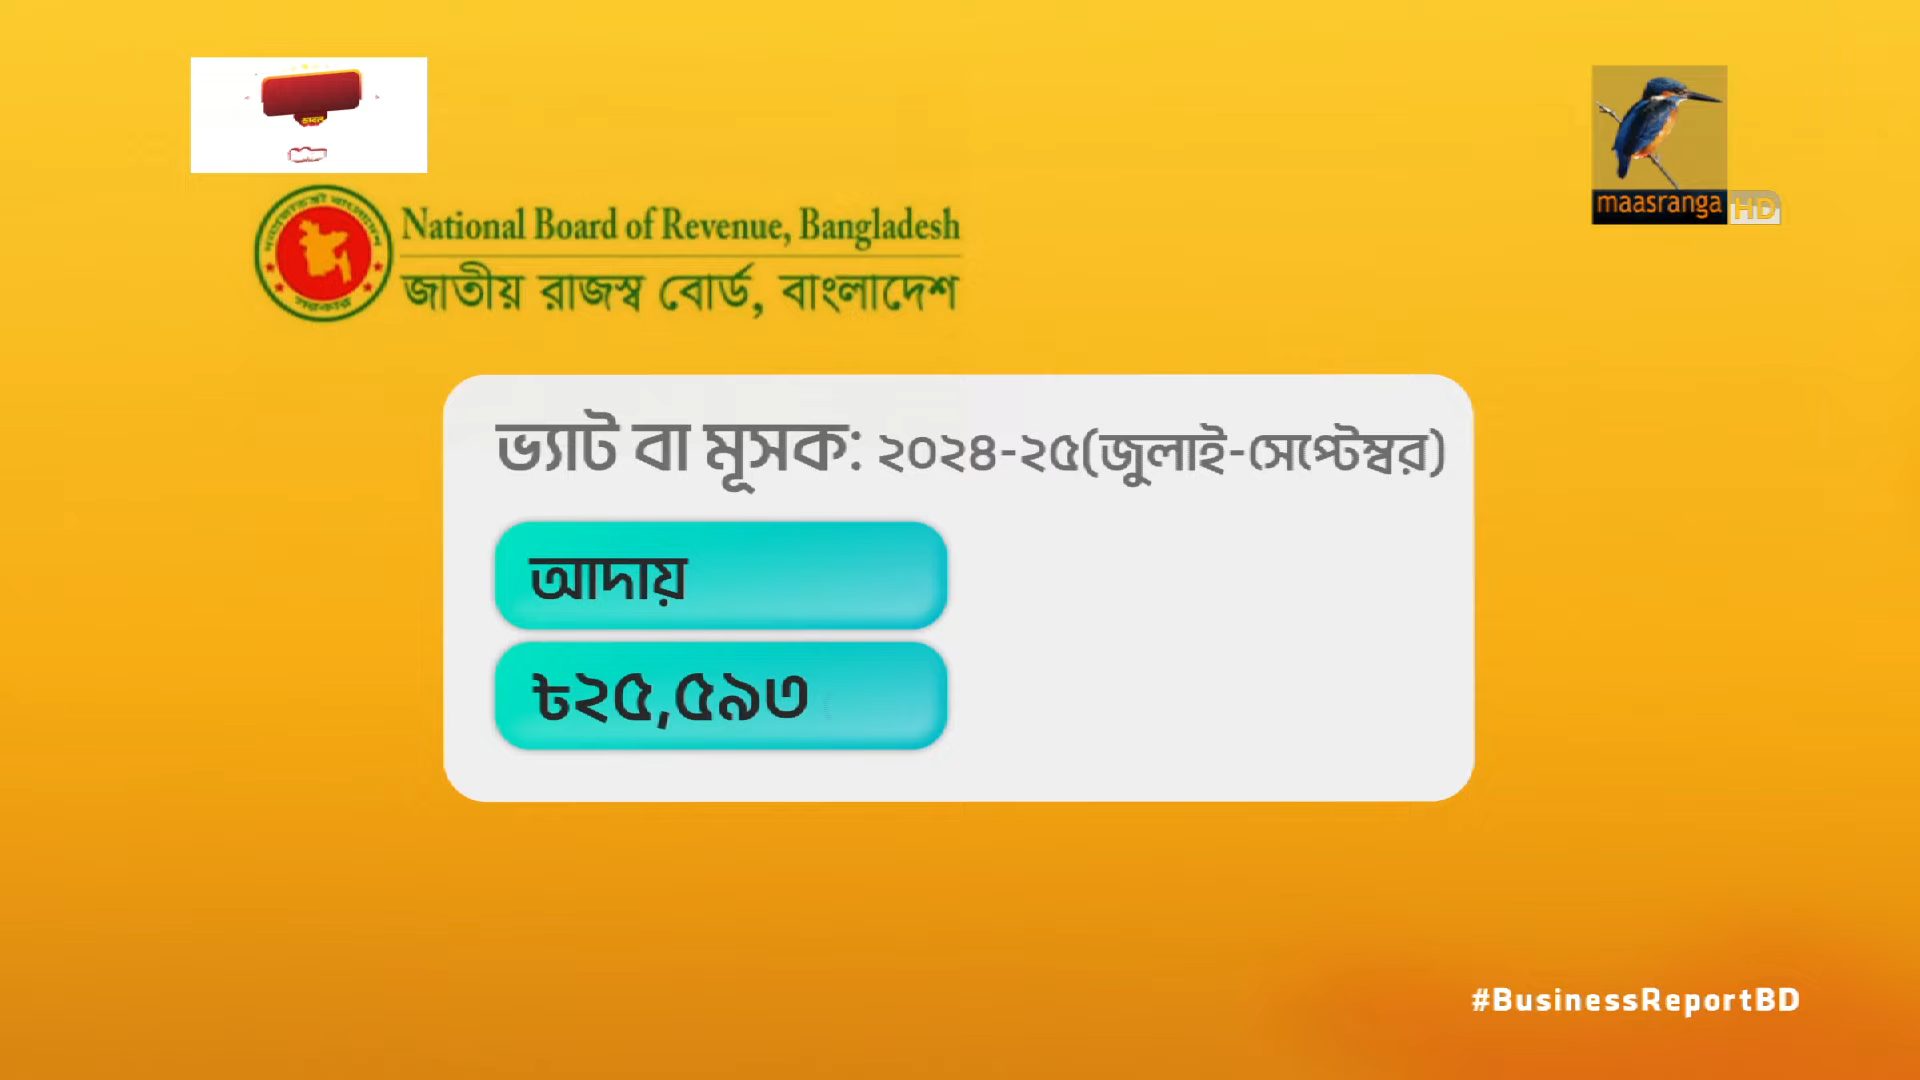 National Board of Revenue, Bangladesh
জাতীয় রাজস্ব বোর্ড, বাংলাদেশ
maasranga
HD
ভ্যাট বা মূসক: ২০২৪-২৫(জুলাই-সেপ্টেম্বর)
আদায়
৳২৫,৫৯৩
#BusinessReportBD